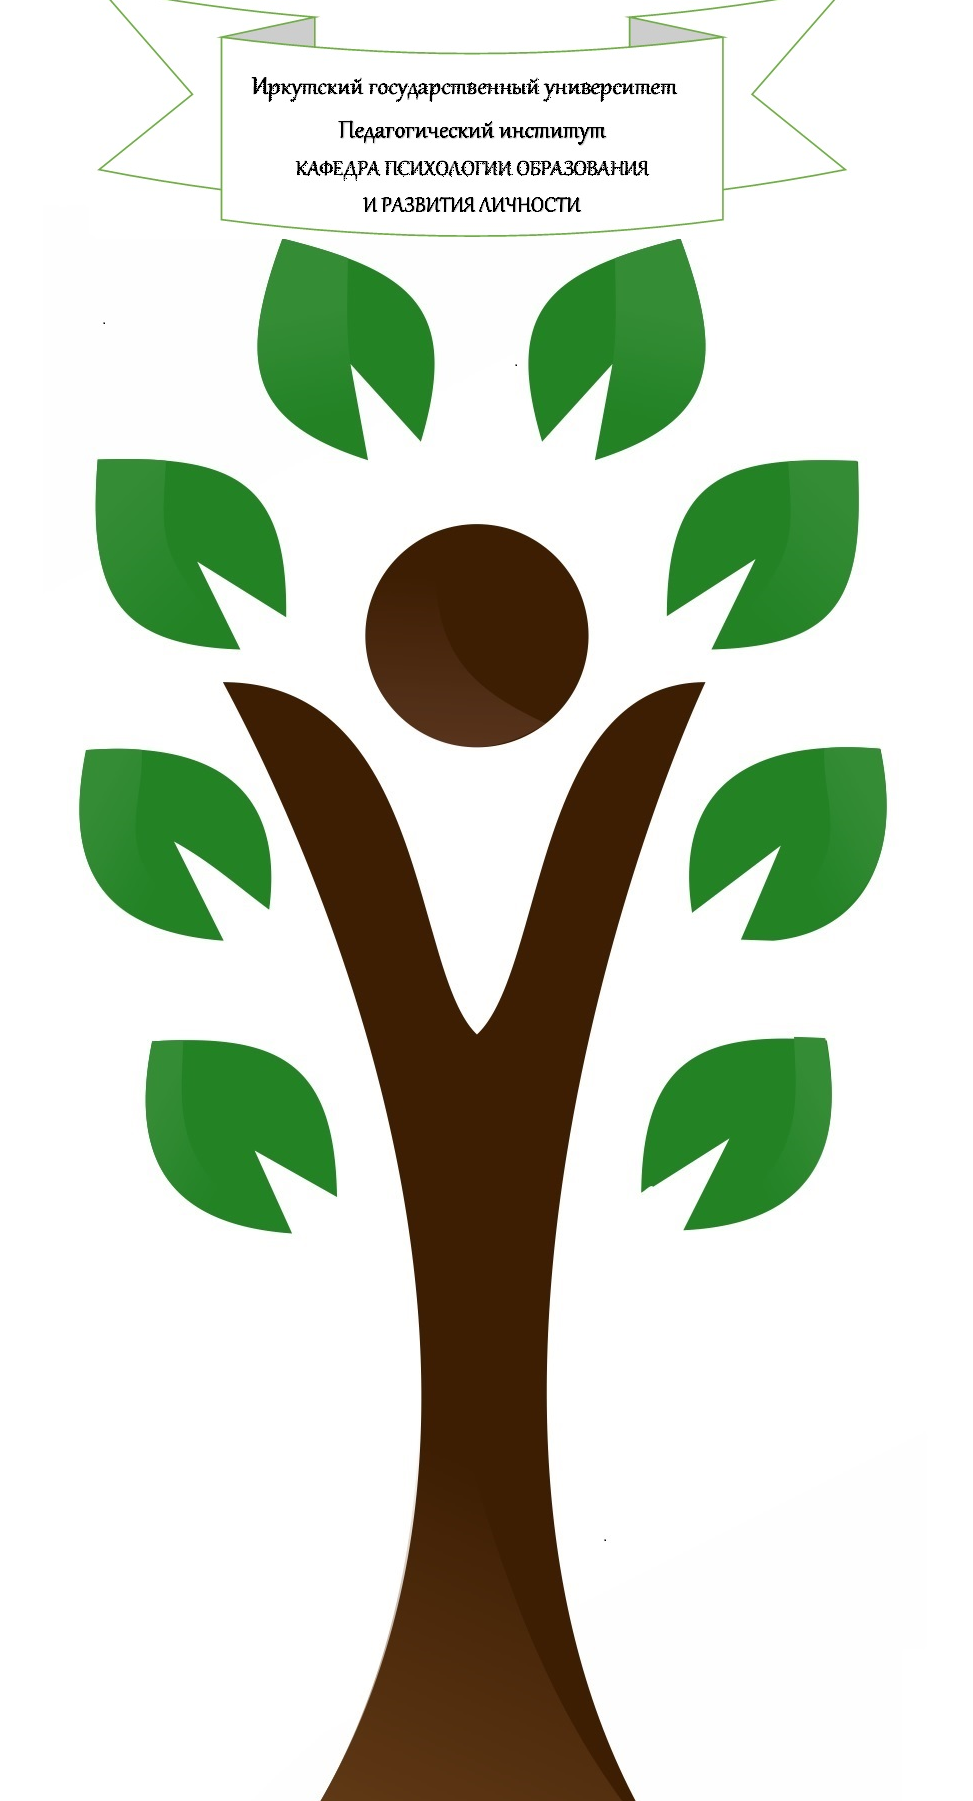 Иркутский государственный университет
Педагогический институт
КАФЕДРА ПСИХОЛОГИИ ОБРАЗОВАНИЯ
И РАЗВИТИЯ ЛИЧНОСТИ